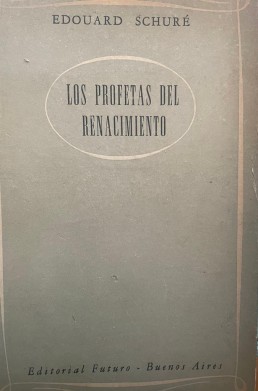 EDOUARD SCHURÉ
LOS PROFETAS DEL
RENACIMIENTO
Editorial Futuro - Buenos Aires